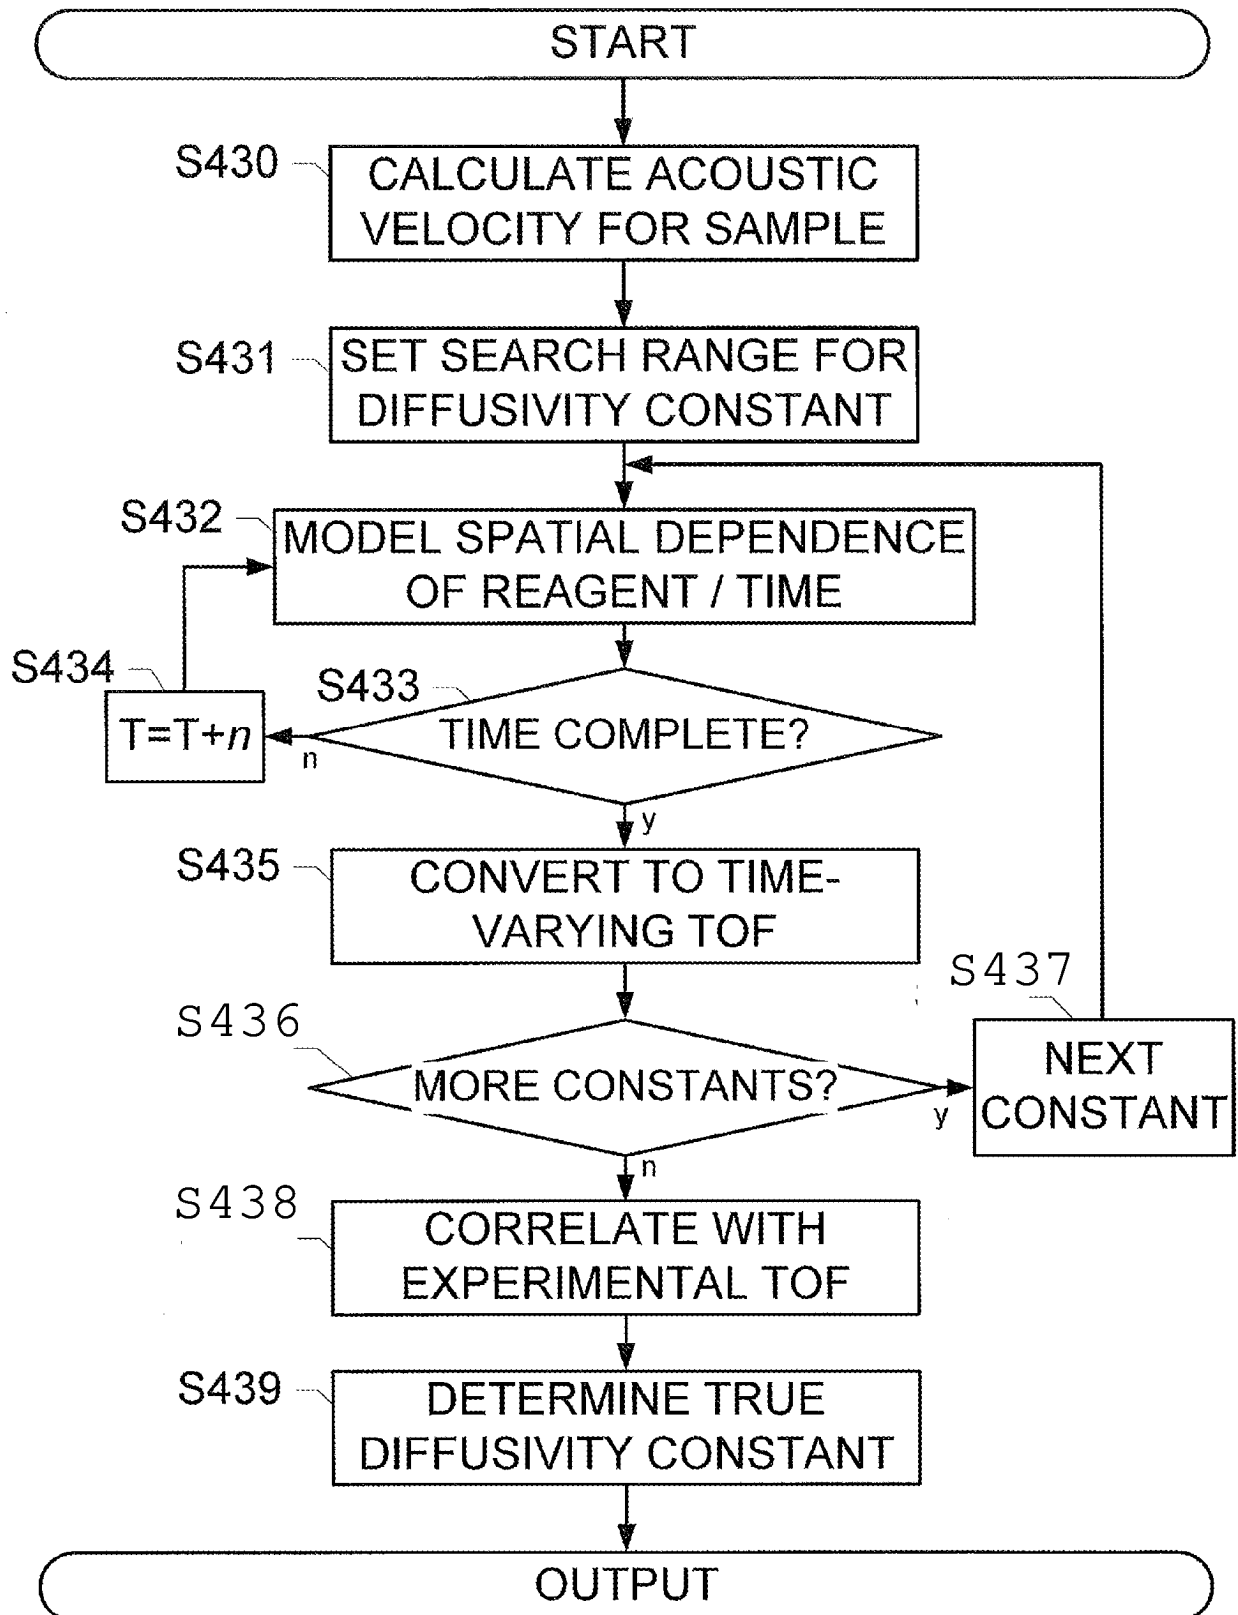 START
S430
CALCULATE ACOUSTIC
VELOCITY FOR SAMPLE
S431
SET SEARCH RANGE FOR
DIFFUSIVITY CONSTANT
S432
MODEL SPATIAL DEPENDENCE
OF REAGENT / TIME
S434
T=T+n
S433
TIME COMPLETE?
n
y
S435
CONVERT TO TIME-
VARYING TOF
S436
MORE CONSTANTS?
y
n
S437
NEXT
CONSTANT
S438
CORRELATE WITH
EXPERIMENTAL TOF
S439
DETERMINE TRUE
DIFFUSIVITY CONSTANT
OUTPUT